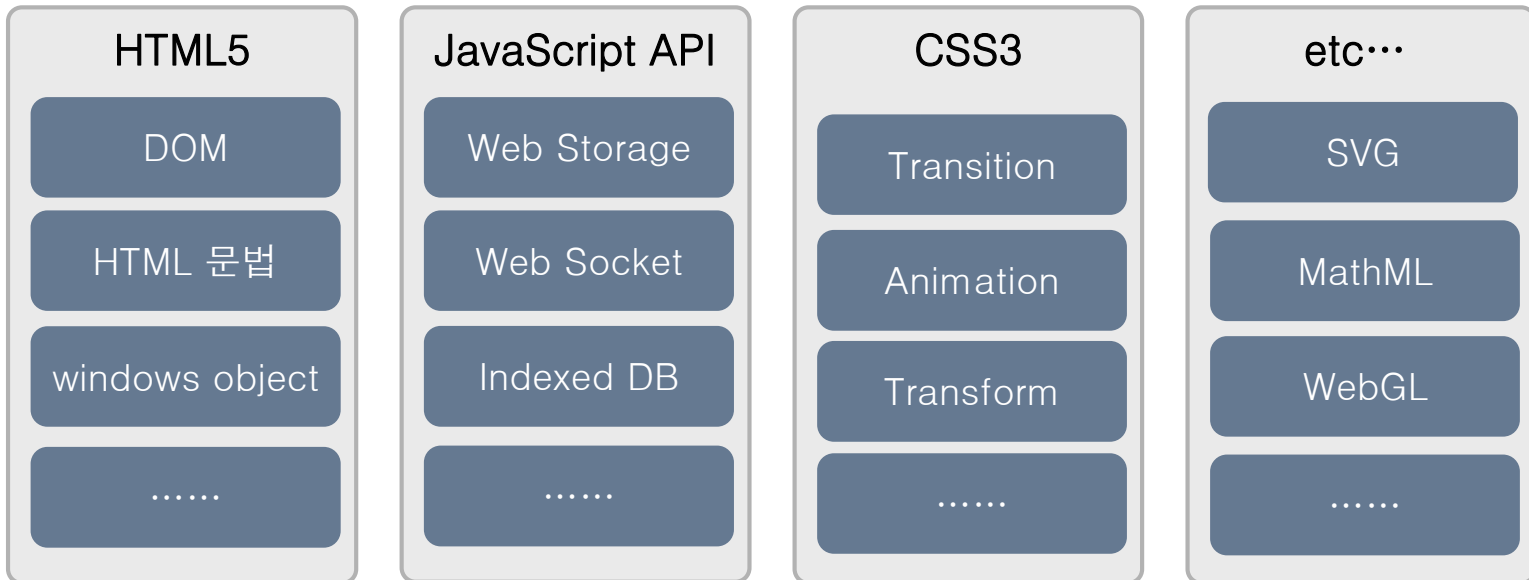 HTML5
DOM
HTML 문법
windows object
……
JavaScript API
Web Storage
Web Socket
Indexed DB
……
CSS3
Transition
Animation
Transform
……
etc…
SVG
MathML
WebGL
……